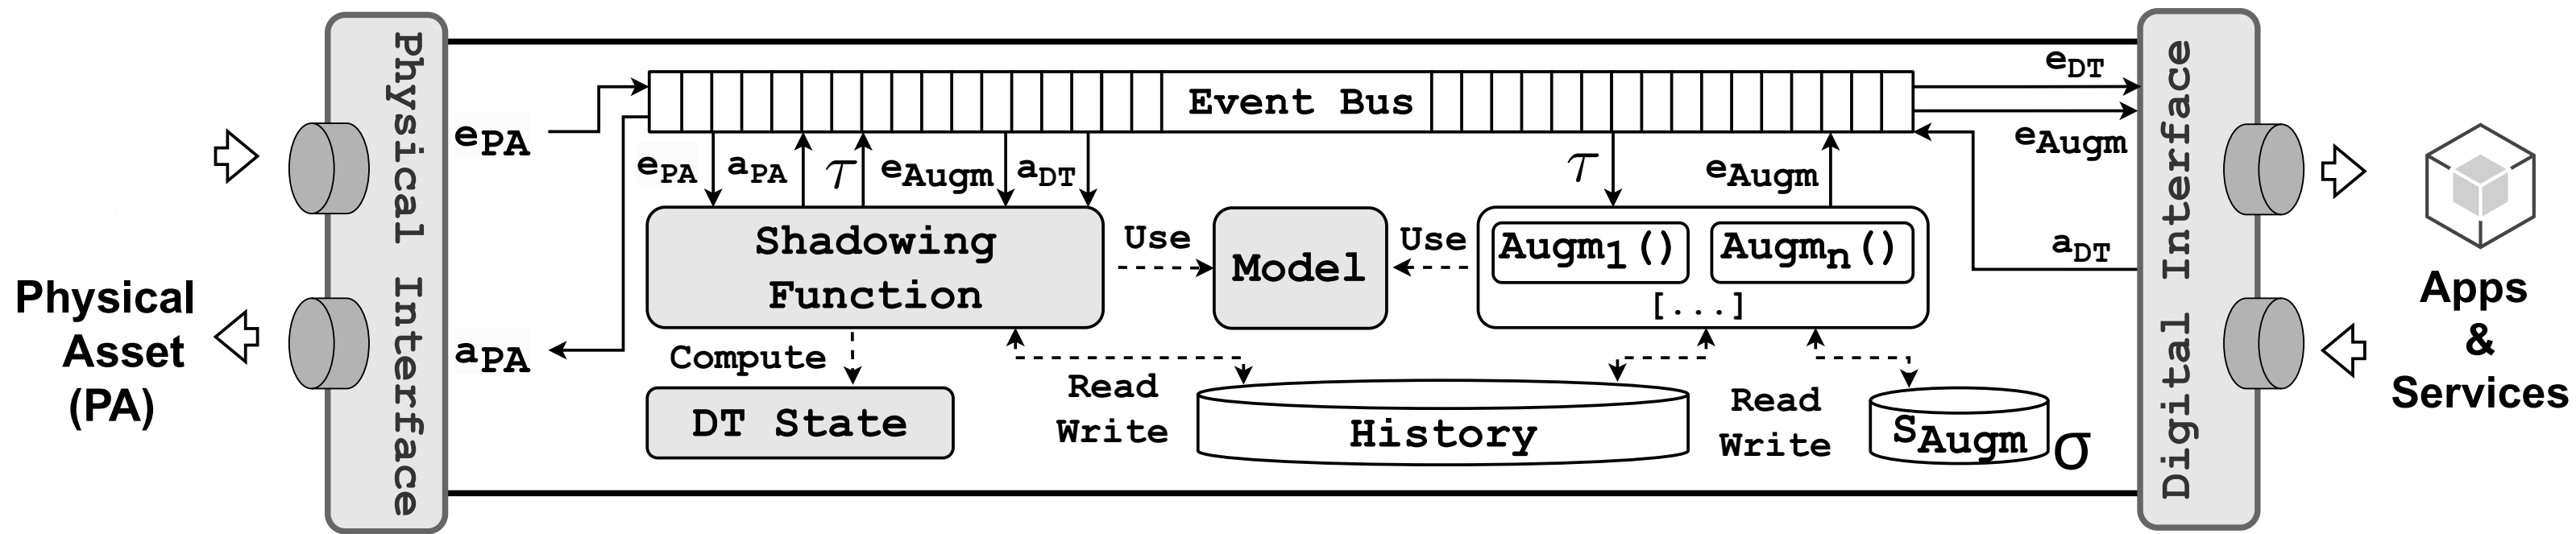 Physical
Asset
(PA)
Physical Interface
ePA
aPA
Event Bus
ePA
aPA
τ
eAugm
aDT
τ
eAugm
Shadowing
Function
Use
Model
Use
Augm1()
Augmn()
[...]
Compute
DT State
Read
Write
History
Read
Write
SAugm
σ
eDT
eAugm
aDT
Digital Interface
Apps
&
Services